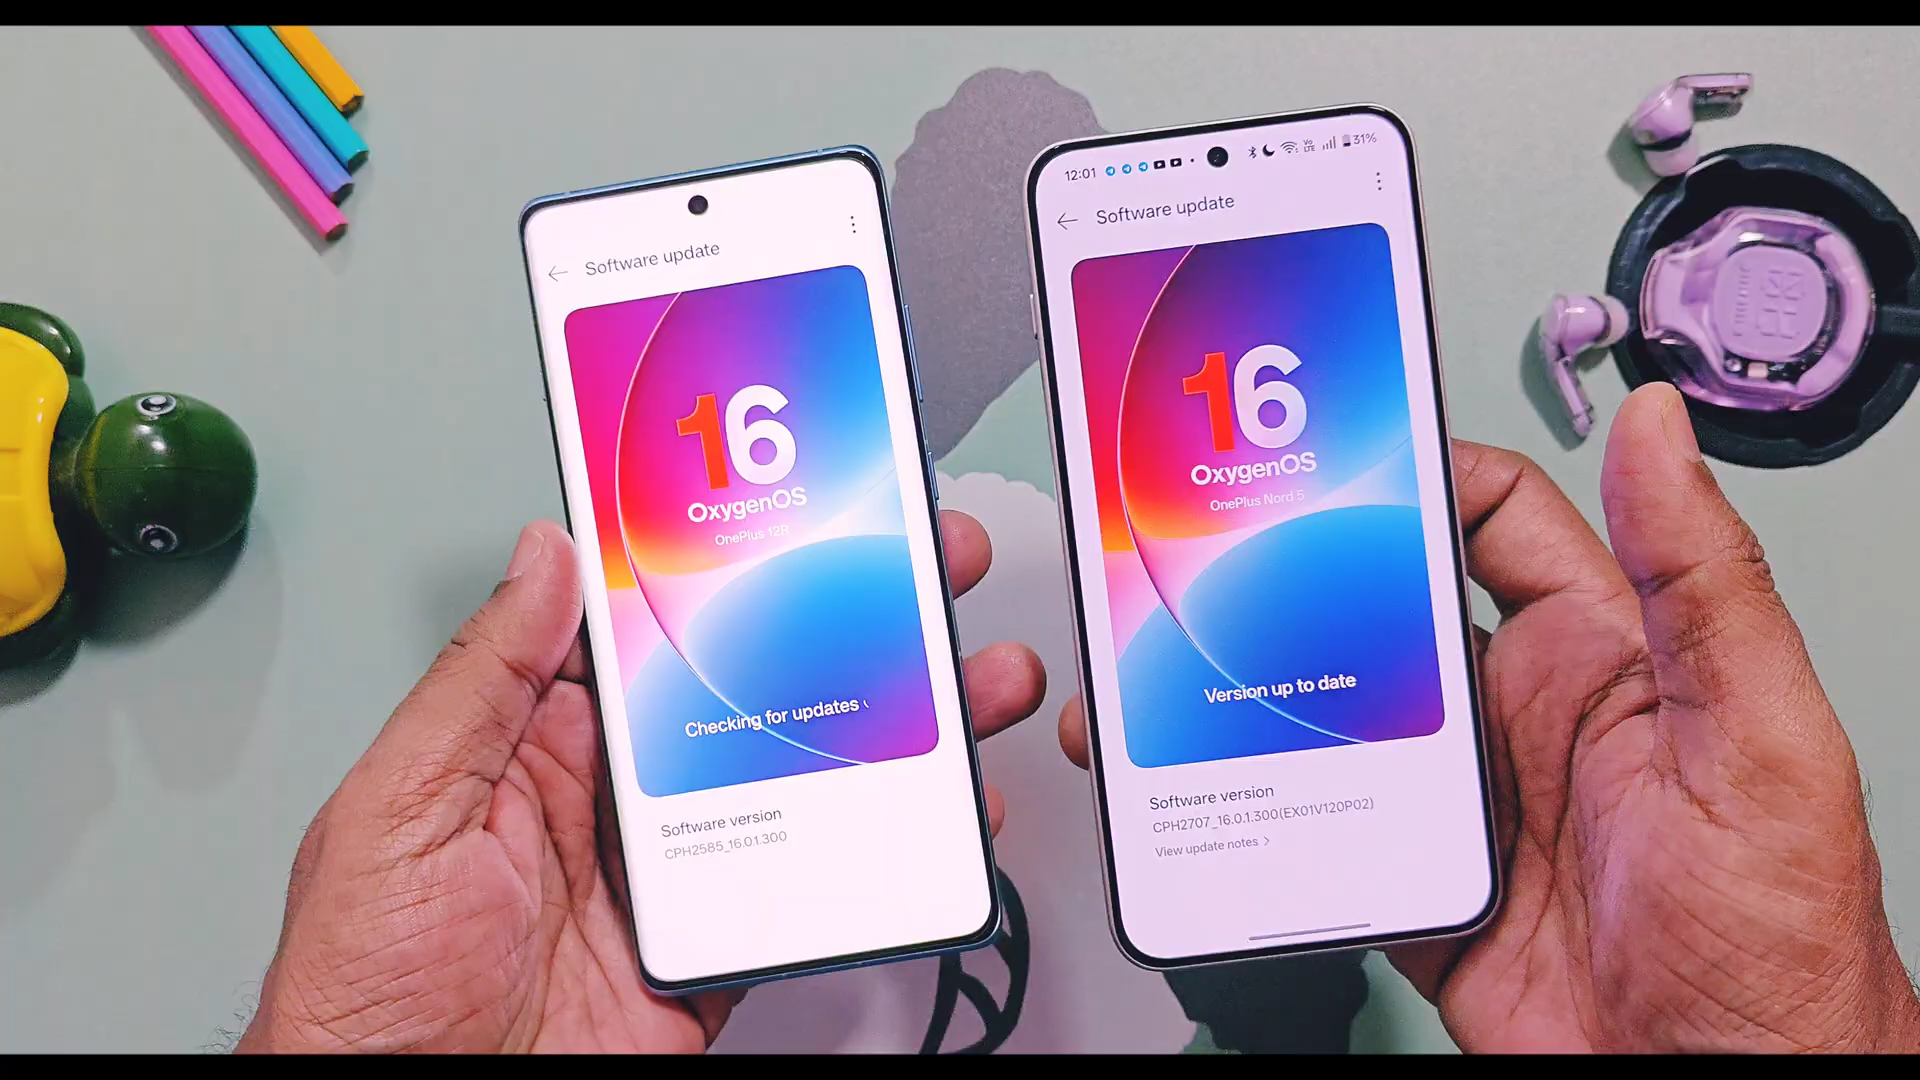 Software update
16
OxygenOS
OnePlus 12R
Checking for updates
Software version
CPH2585_16.0.1.300
12:01
Vo
LTE
31%
Software update
16
OxygenOS
OnePlus Nord 5
Version up to date
Software version
CPH2707_16.0.1.300(EX01V120P02)
View update notes >